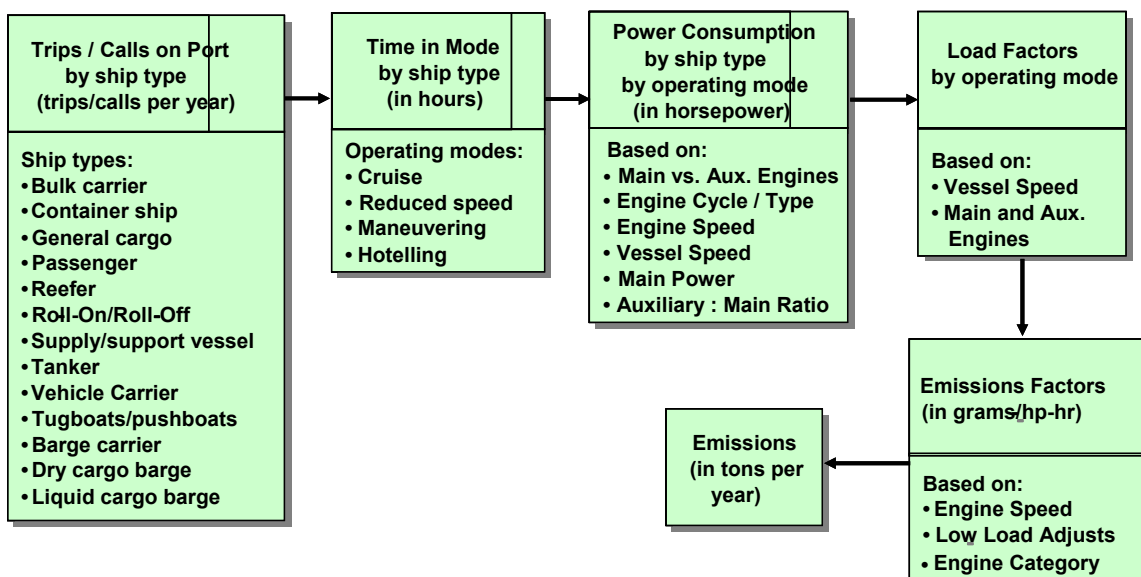 Trips / Calls on Port
by ship type
(trips/calls per year)
Ship types:
• Bulk carrier
• Container ship
• General cargo
• Passenger
• Reefer
• Roll-On/Roll-Off
• Supply/support vessel
• Tanker
• Vehicle Carrier
• Tugboats/pushboats
• Barge carrier
• Dry cargo barge
• Liquid cargo barge
Time in Mode
by ship type
(in hours)
Operating modes:
• Cruise
• Reduced speed
• Maneuvering
• Hotelling
Power Consumption
by ship type
by operating mode
(in horsepower)
Based on:
• Main vs. Aux. Engines
• Engine Cycle / Type
• Engine Speed
• Vessel Speed
• Main Power
• Auxiliary : Main Ratio
Load Factors
by operating mode
Based on:
• Vessel Speed
• Main and Aux.
Engines
Emissions Factors
(in grams/hp-hr)
Based on:
• Engine Speed
• Low Load Adjusts
• Engine Category
Emissions
(in tons per
year)